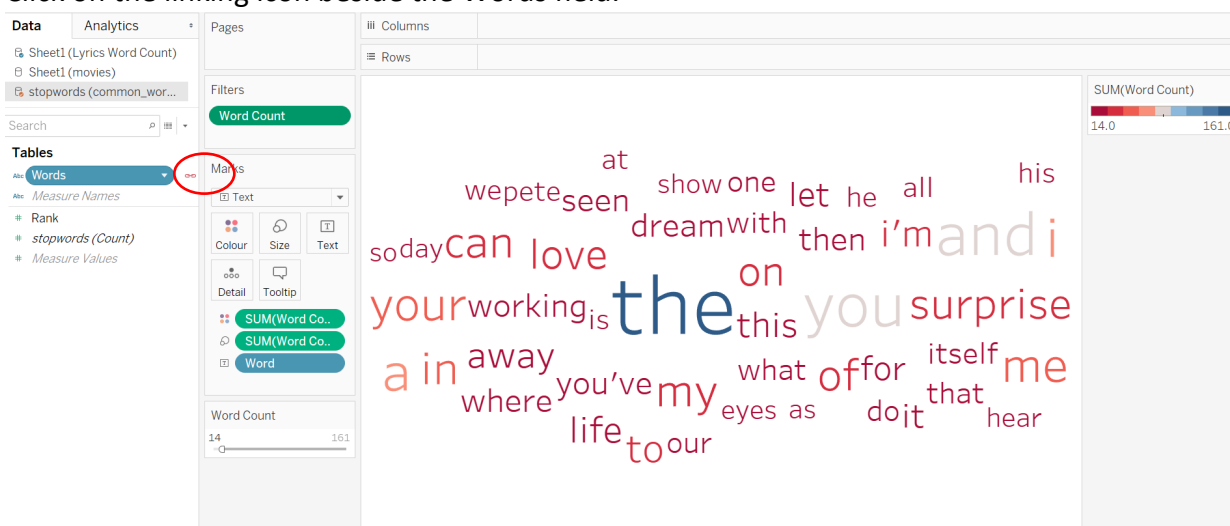 Click on the linking icon beside the Words field.
Data Analytics
Sheet1 (Lyrics Word Count)
Sheet1 (movies)
stopwords (common_wor...
Search
Tables
Abc Words
Abc Measure Names
# Rank
# stopwords (Count)
# Measure Values
Pages
Filters
Word Count
Marks
T Text
Colour Size Text
Detail Tooltip
SUM(Word Co..
SUM(Word Co..
T Word
Word Count
14 161
iii Columns
Rows
at
wepete seen show one let he all his
dream with then i'm and i
so day can love
on
your working is the this you surprise
a in away what of for itself me
where you've my that
eyes as do it hear
life to our
SUM(Word Count)
14.0 161.0